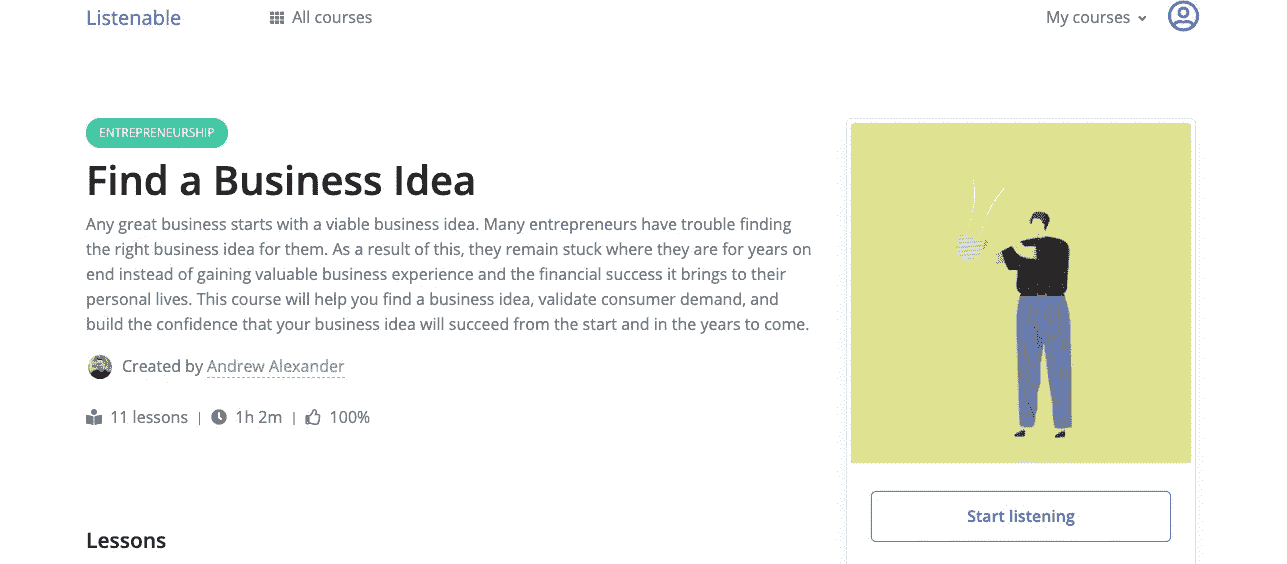 Listenable
All courses
My courses
ENTREPRENEURSHIP
Find a Business Idea
Any great business starts with a viable business idea. Many entrepreneurs have trouble finding
the right business idea for them. As a result of this, they remain stuck where they are for years on
end instead of gaining valuable business experience and the financial success it brings to their
personal lives. This course will help you find a business idea, validate consumer demand, and
build the confidence that your business idea will succeed from the start and in the years to come.
Created by Andrew Alexander
11 lessons | 1h 2m | 100%
Start listening
Lessons